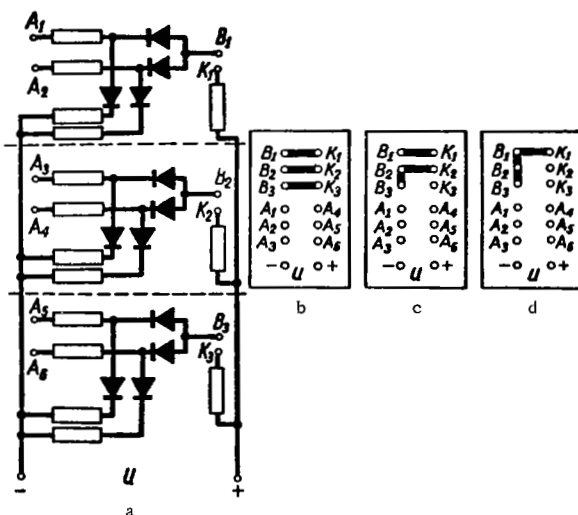 A1
B1
A2
K1
A3
B2
A4
K2
A5
B3
A6
K3
- u +
a
B1 K1
B2 K2
B3 K3
A1 A4
A2 A5
A3 A6
- u +
b
B1 K1
B2 K2
B3 K3
A1 A4
A2 A5
A3 A6
- u +
c
B1 K1
B2 K2
B3 K3
A1 A4
A2 A5
A3 A6
- u +
d